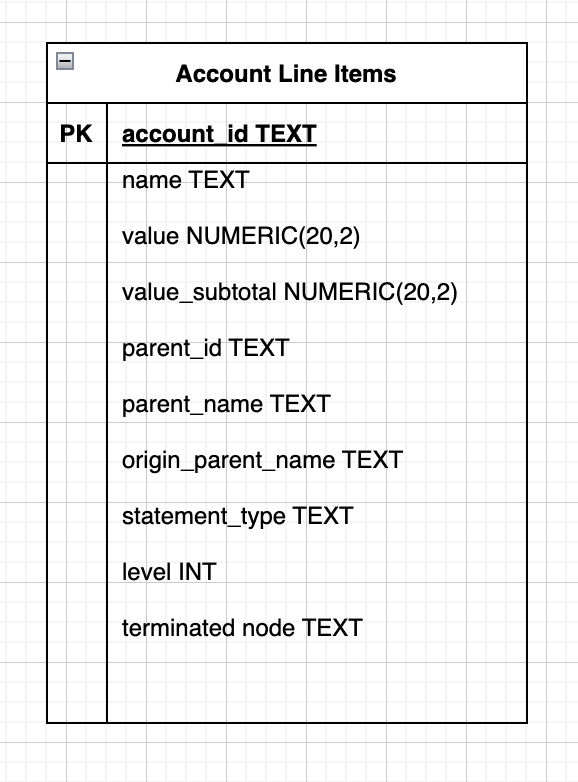 Account Line Items
PK account_id TEXT
name TEXT
value NUMERIC(20,2)
value_subtotal NUMERIC(20,2)
parent_id TEXT
parent_name TEXT
origin_parent_name TEXT
statement_type TEXT
level INT
terminated node TEXT